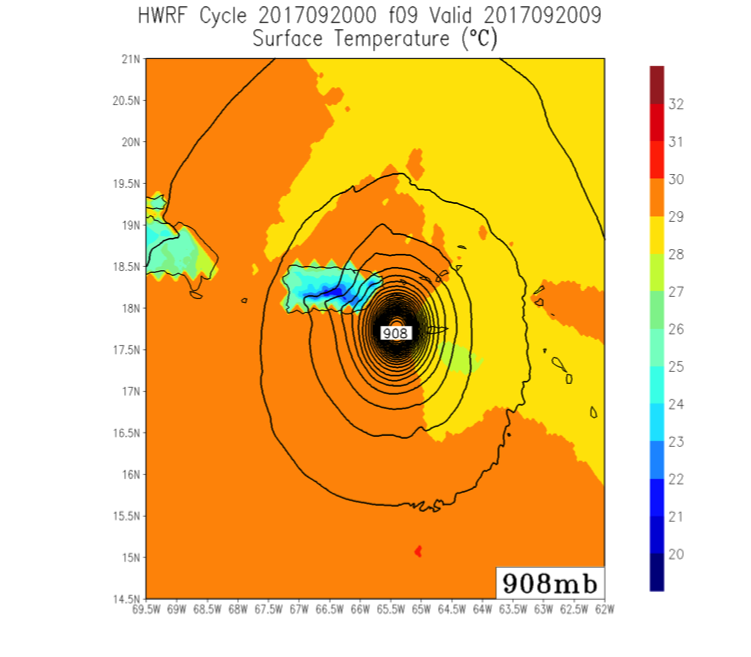 HWRF Cycle 2017092000 f09 Valid 2017092009
Surface Temperature (°C)
21N
20.5N
20N
19.5N
19N
18.5N
18N
17.5N
17N
16.5N
16N
15.5N
15N
14.5N
908
908mb
69.5W 69W 68.5W 68W 67.5W 67W 66.5W 66W 65.5W 65W 64.5W 64W 63.5W 63W 62.5W 62W
32
31
30
29
28
27
26
25
24
23
22
21
20